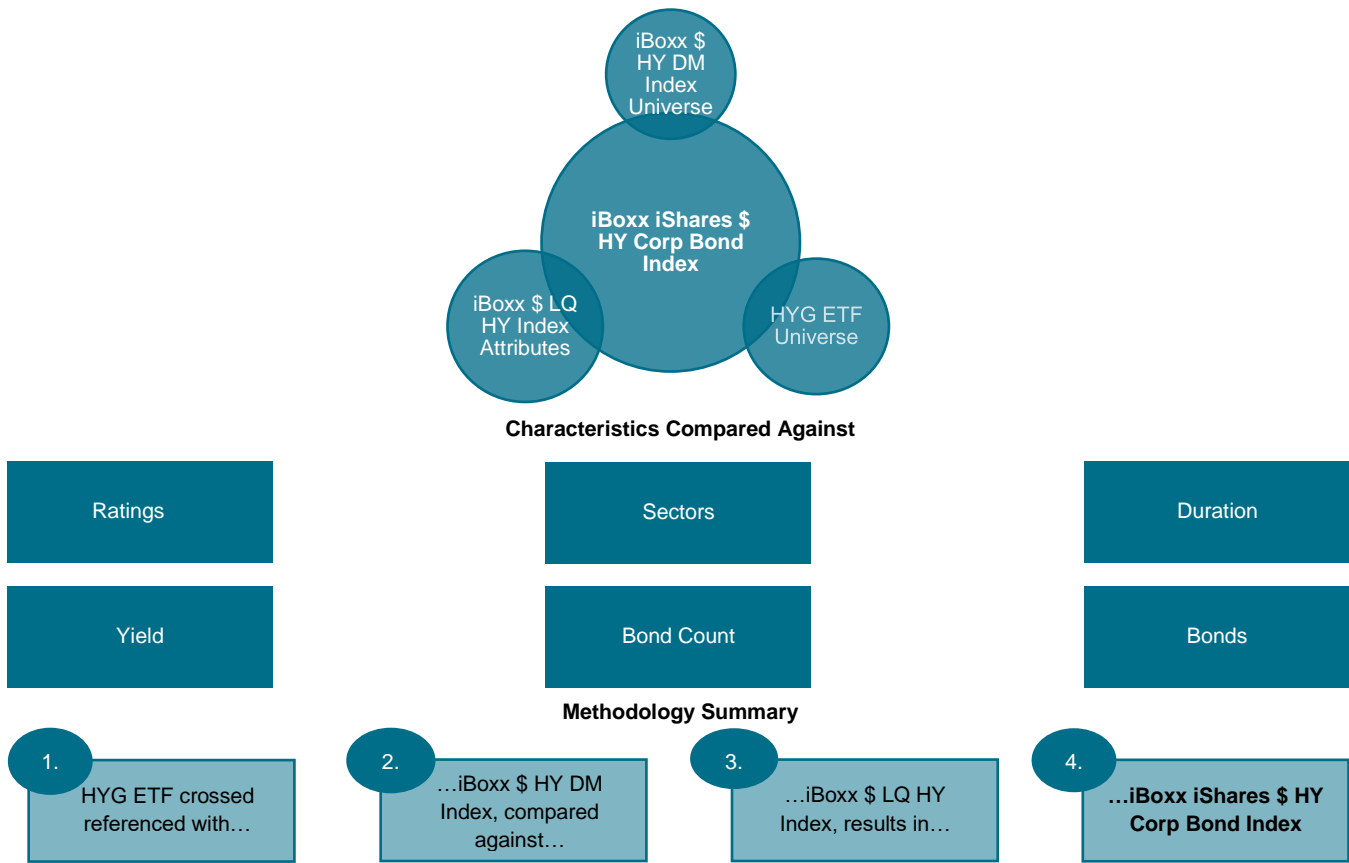 iBoxx $
HY DM
Index
Universe
iBoxx iShares $
HY Corp Bond
Index
iBoxx $ LQ
HY Index
Attributes
HYG ETF
Universe
Characteristics Compared Against
Ratings
Sectors
Duration
Yield
Bond Count
Bonds
Methodology Summary
1.
HYG ETF crossed
referenced with…
2.
…iBoxx $ HY DM
Index, compared
against…
3.
…iBoxx $ LQ HY
Index, results in…
4.
…iBoxx iShares $ HY
Corp Bond Index